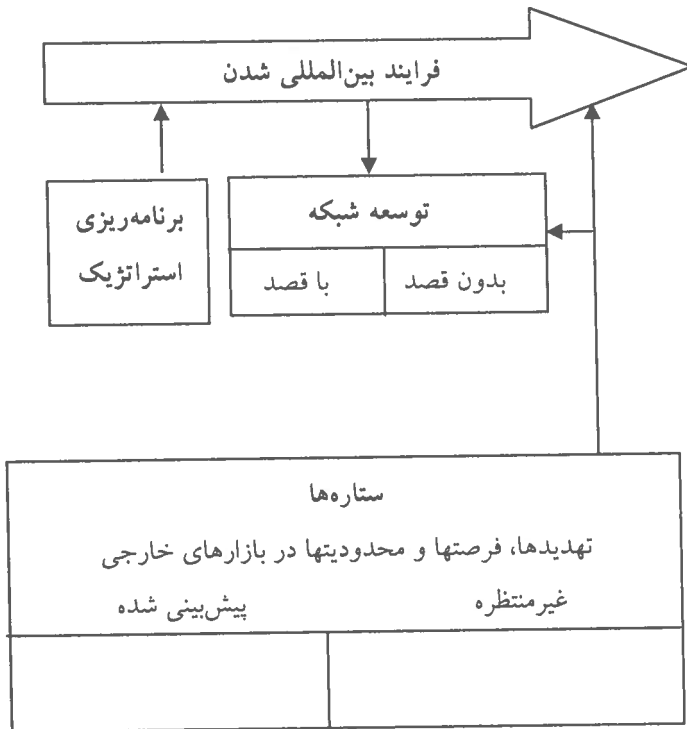 فرایند بین‌المللی شدن
توسعه شبکه
بدون قصد
با قصد
برنامه‌ریزی
استراتژیک
ستاره‌ها
تهدیدها، فرصتها و محدودیتها در بازارهای خارجی
غیرمنتظره
پیش‌بینی شده